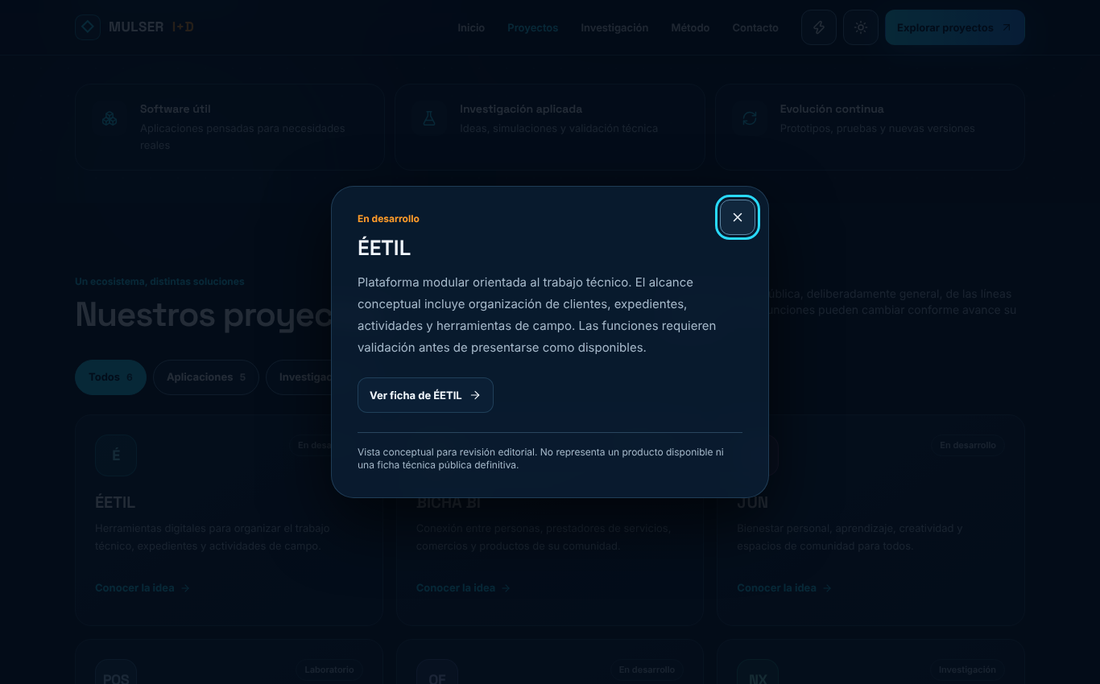 MULSER I+D
Inicio Proyectos Investigación Método Contacto Explorar proyectos
Software útil
Aplicaciones pensadas para necesidades
reales
Investigación aplicada
Ideas, simulaciones y validación técnica
Evolución continua
Prototipos, pruebas y nuevas versiones
En desarrollo
ÉETIL
Plataforma modular orientada al trabajo técnico. El alcance
conceptual incluye organización de clientes, expedientes,
actividades y herramientas de campo. Las funciones requieren
validación antes de presentarse como disponibles.
Ver ficha de ÉETIL
Vista conceptual para revisión editorial. No representa un producto disponible ni
una ficha técnica pública definitiva.
Un ecosistema, distintas soluciones
Nuestros proyec
ública, deliberadamente general, de las líneas
unciones pueden cambiar conforme avance su
Todos 6 Aplicaciones 5 Investigac
É
En desa
ÉETIL
Herramientas digitales para organizar el trabajo
técnico, expedientes y actividades de campo.
Conocer la idea
BICHA BI
Conexión entre personas, prestadores de servicios,
comercios y productos de su comunidad.
Conocer la idea
En desarrollo
JUN
Bienestar personal, aprendizaje, creatividad y
espacios de comunidad para todos.
Conocer la idea
POS Laboratorio
OF En desarrollo
NX Investigación